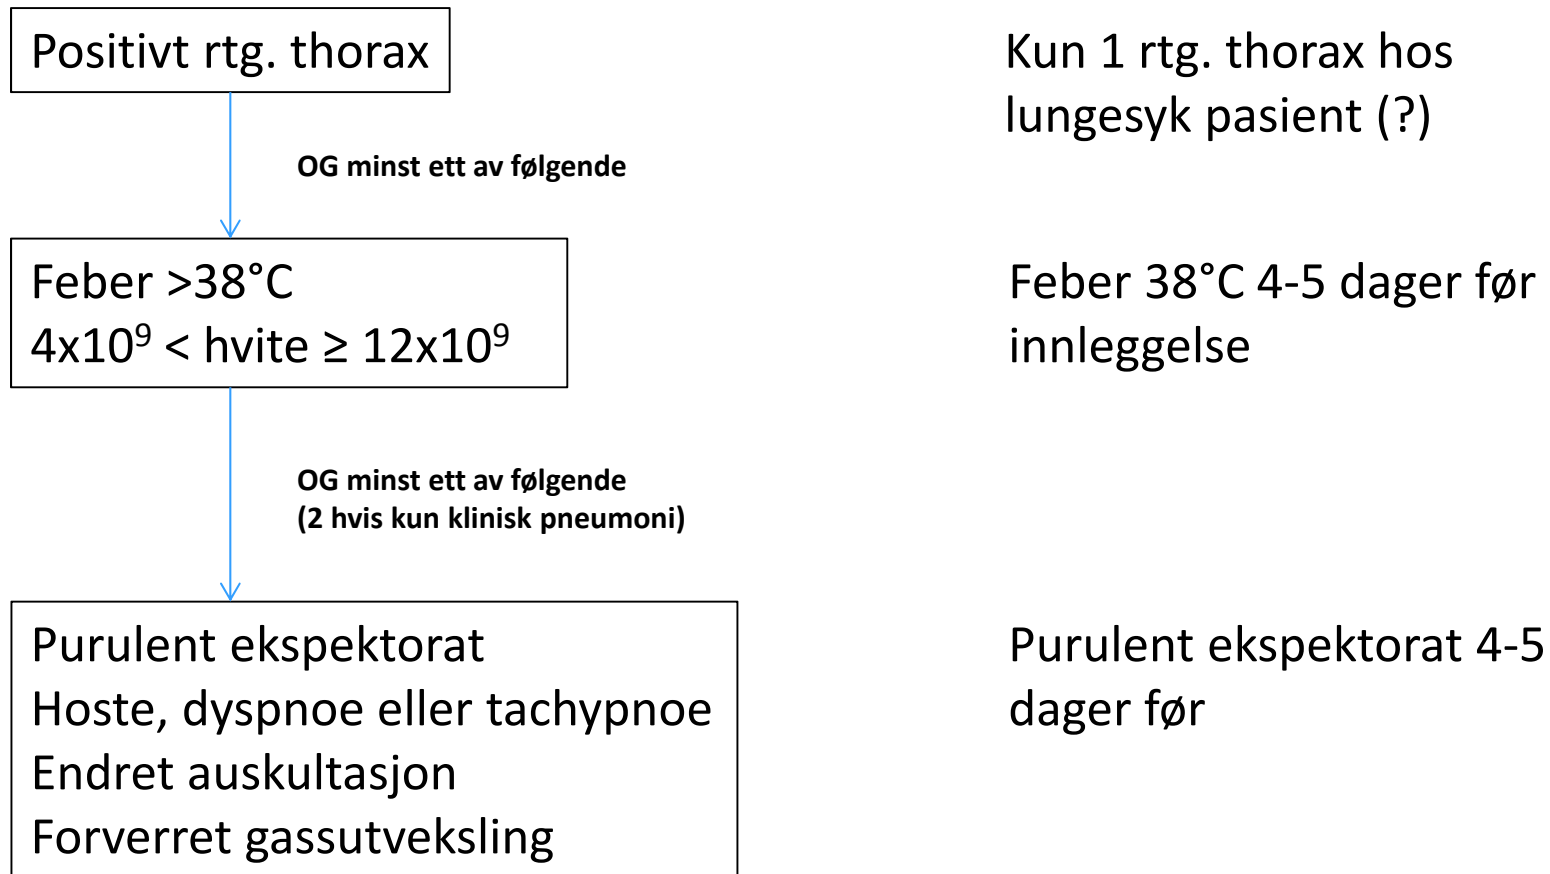 Positivt rtg. thorax
Kun 1 rtg. thorax hos
lungesyk pasient (?)
OG minst ett av følgende
Feber >38°C
4x10⁹ < hvite ≥ 12x10⁹
Feber 38°C 4-5 dager før
innleggelse
OG minst ett av følgende
(2 hvis kun klinisk pneumoni)
Purulent ekspektorat
Hoste, dyspnoe eller tachypnoe
Endret auskultasjon
Forverret gassutveksling
Purulent ekspektorat 4-5
dager før